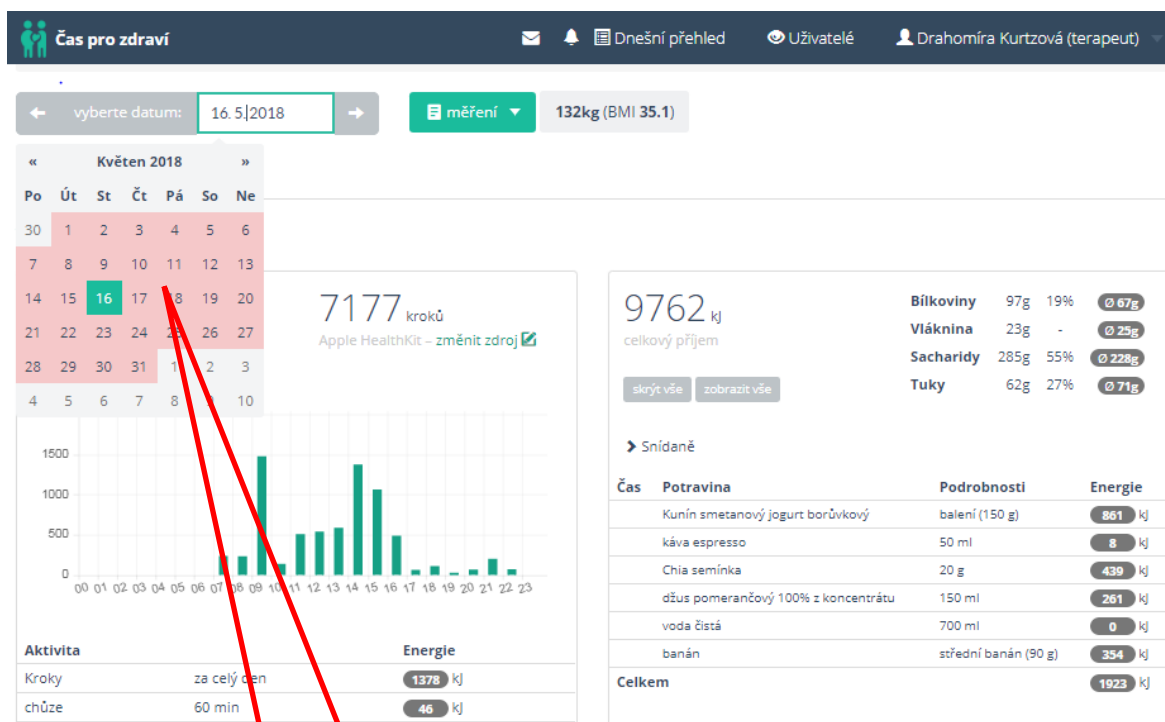 Čas pro zdraví
Dnešní přehled
Uživatelé
Drahomíra Kurtzová (terapeut)
vyberte datum: 16. 5. 2018
měření
132kg (BMI 35.1)
« Květen 2018 »
Po Út St Čt Pá So Ne
30 1 2 3 4 5 6
7 8 9 10 11 12 13
14 15 16 17 18 19 20
21 22 23 24 25 26 27
28 29 30 31 1 2 3
4 5 6 7 8 9 10
7177 kroků
Apple HealthKit – změnit zdroj
1500
1000
500
0
00 01 02 03 04 05 06 07 08 09 10 11 12 13 14 15 16 17 18 19 20 21 22 23
Aktivita Energie
Kroky za celý den 1378 kJ
chůze 60 min 46 kJ
9762 kJ
celkový příjem
skrýt vše zobrazit vše
Bílkoviny 97g 19% Ø 67g
Vláknina 23g - Ø 25g
Sacharidy 285g 55% Ø 228g
Tuky 62g 27% Ø 71g
Snídaně
Čas Potravina Podrobnosti Energie
Kunín smetanový jogurt borůvkový balení (150 g) 861 kJ
káva espresso 50 ml 8 kJ
Chia semínka 20 g 439 kJ
džus pomerančový 100% z koncentrátu 150 ml 261 kJ
voda čistá 700 ml 0 kJ
banán střední banán (90 g) 354 kJ
Celkem 1923 kJ